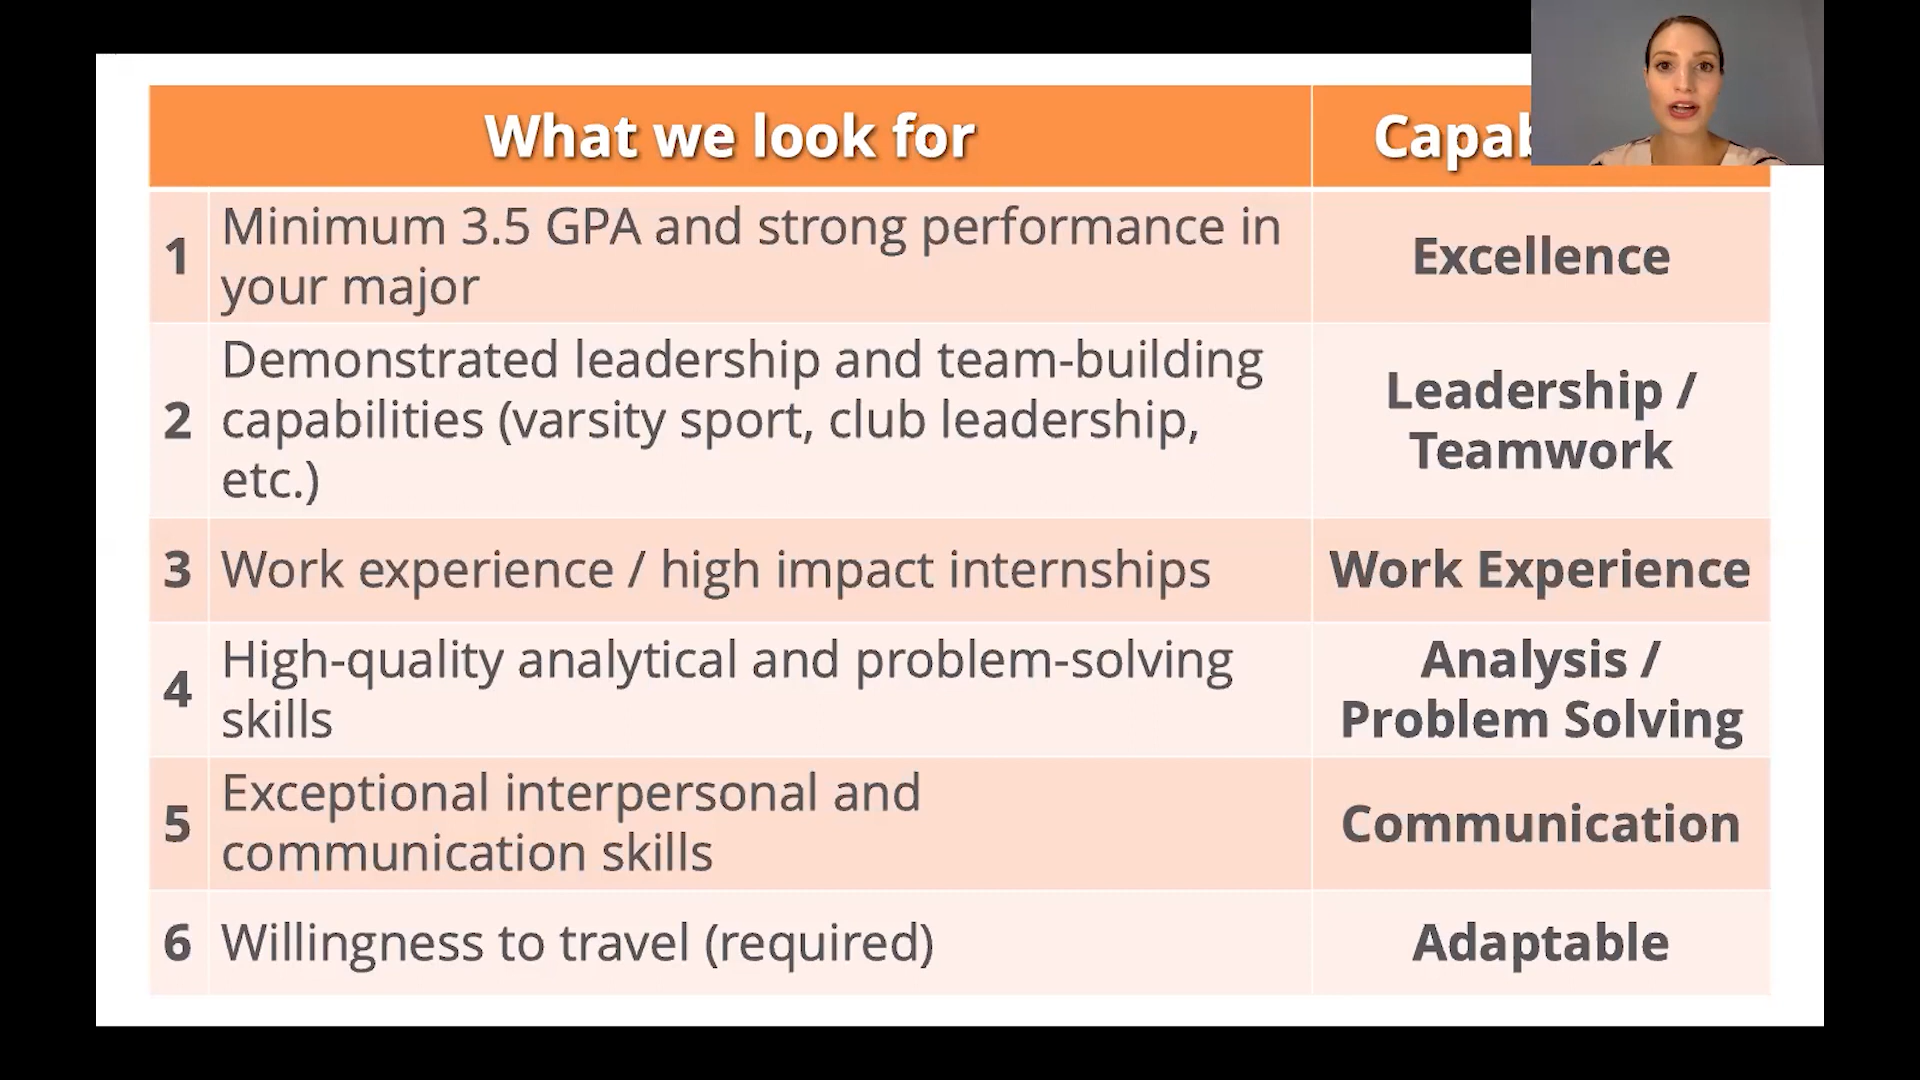 What we look for
1
Minimum 3.5 GPA and strong performance in
your major
Excellence
2
Demonstrated leadership and team-building
capabilities (varsity sport, club leadership,
etc.)
Leadership /
Teamwork
3
Work experience / high impact internships
Work Experience
4
High-quality analytical and problem-solving
skills
Analysis /
Problem Solving
5
Exceptional interpersonal and
communication skills
Communication
6
Willingness to travel (required)
Adaptable